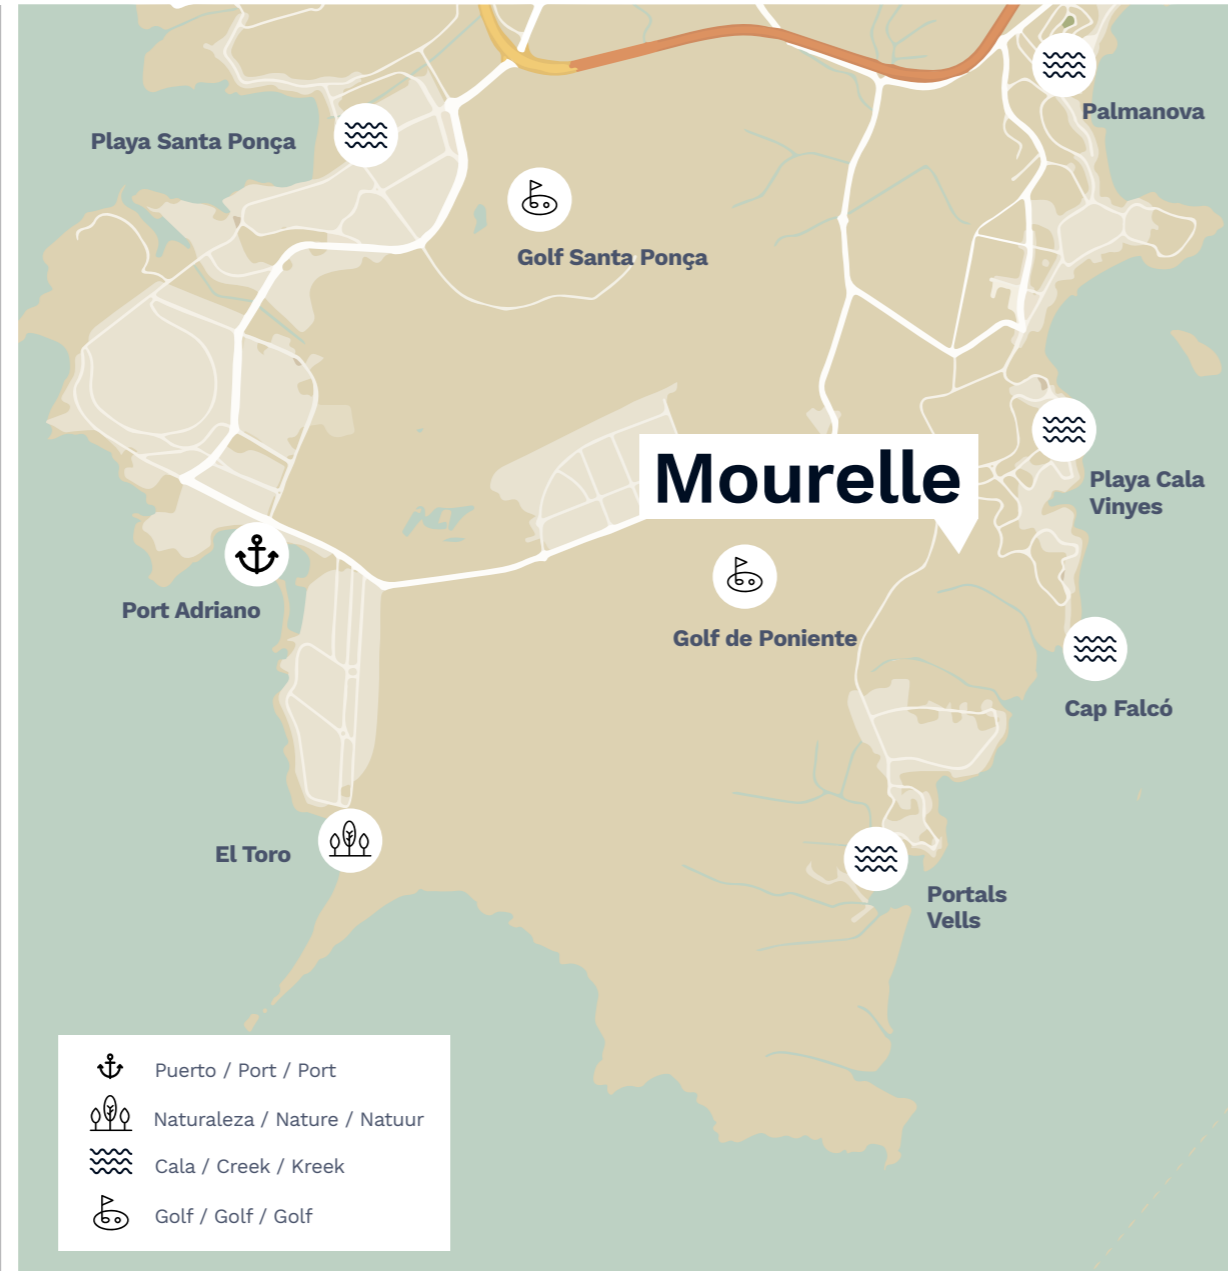 Palmanova
Playa Santa Ponça
Golf Santa Ponça
Mourelle
Playa Cala
Vinyes
Port Adriano
Golf de Poniente
Cap Falcó
El Toro
Portals
Vells
Puerto / Port / Port
Naturaleza / Nature / Natuur
Cala / Creek / Kreek
Golf / Golf / Golf